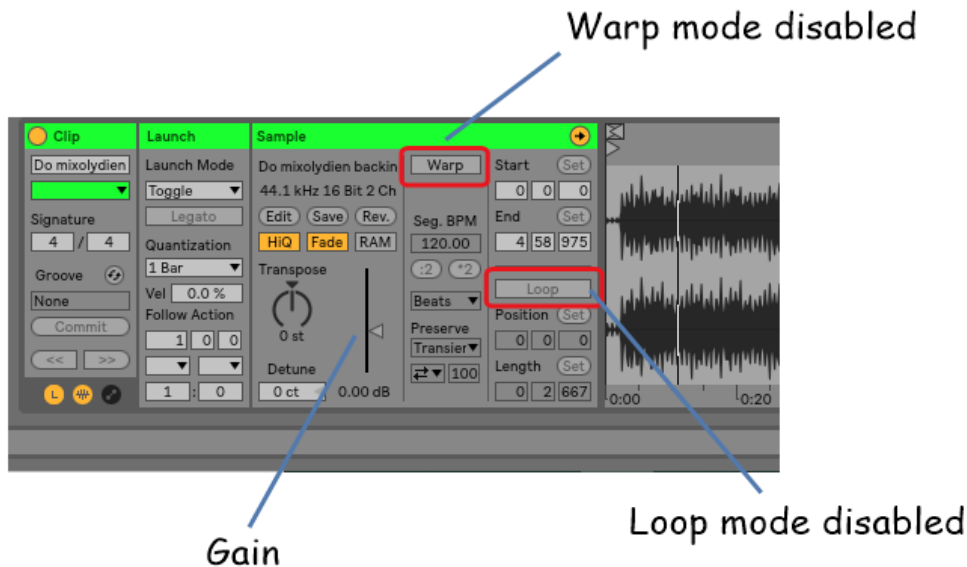 Warp mode disabled
Clip
Launch
Sample
Do mixolydien
Launch Mode
Do mixolydien backin
Warp
Start
Set
Toggle
44.1 kHz 16 Bit 2 Ch
0 0 0
Signature
Legato
Edit
Save
Rev.
Seg. BPM
End
Set
4 / 4
Quantization
HiQ
Fade
RAM
120.00
4 58 975
Groove
1 Bar
Transpose
:2
*2
Loop
None
Vel 0.0 %
Beats
Position
Set
Commit
Follow Action
0 st
Preserve
0 0 0
<< >>
1 0 0
Transier
Length
Set
Detune
100
0 2 667
L
1 : 0
0 ct
0.00 dB
0:00
0:20
Loop mode disabled
Gain